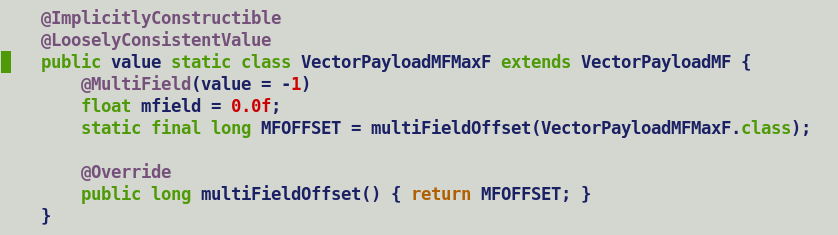 @ImplicitlyConstructible
@LooselyConsistentValue
public value static class VectorPayloadMFMaxF extends VectorPayloadMF {
@MultiField(value = -1)
float mfield = 0.0f;
static final long MFOFFSET = multiFieldOffset(VectorPayloadMFMaxF.class);
@Override
public long multiFieldOffset() { return MFOFFSET; }
}